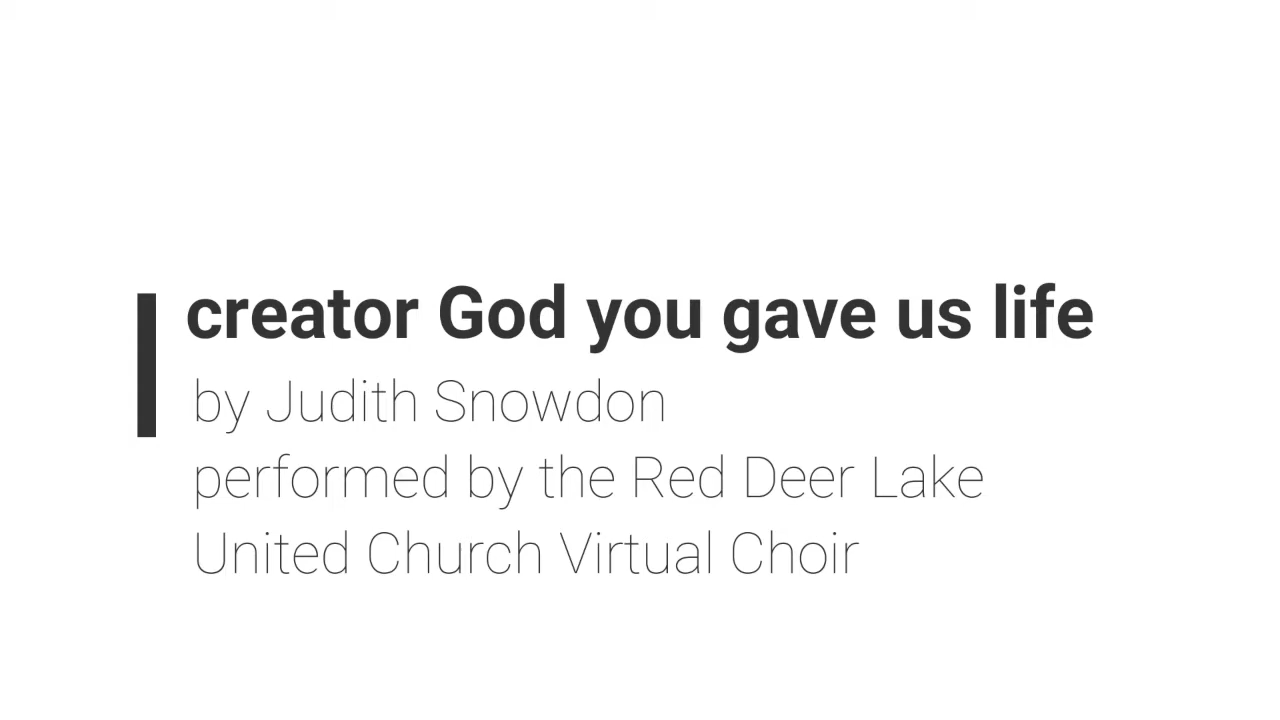 creator God you gave us life
by Judith Snowdon
performed by the Red Deer Lake
United Church Virtual Choir